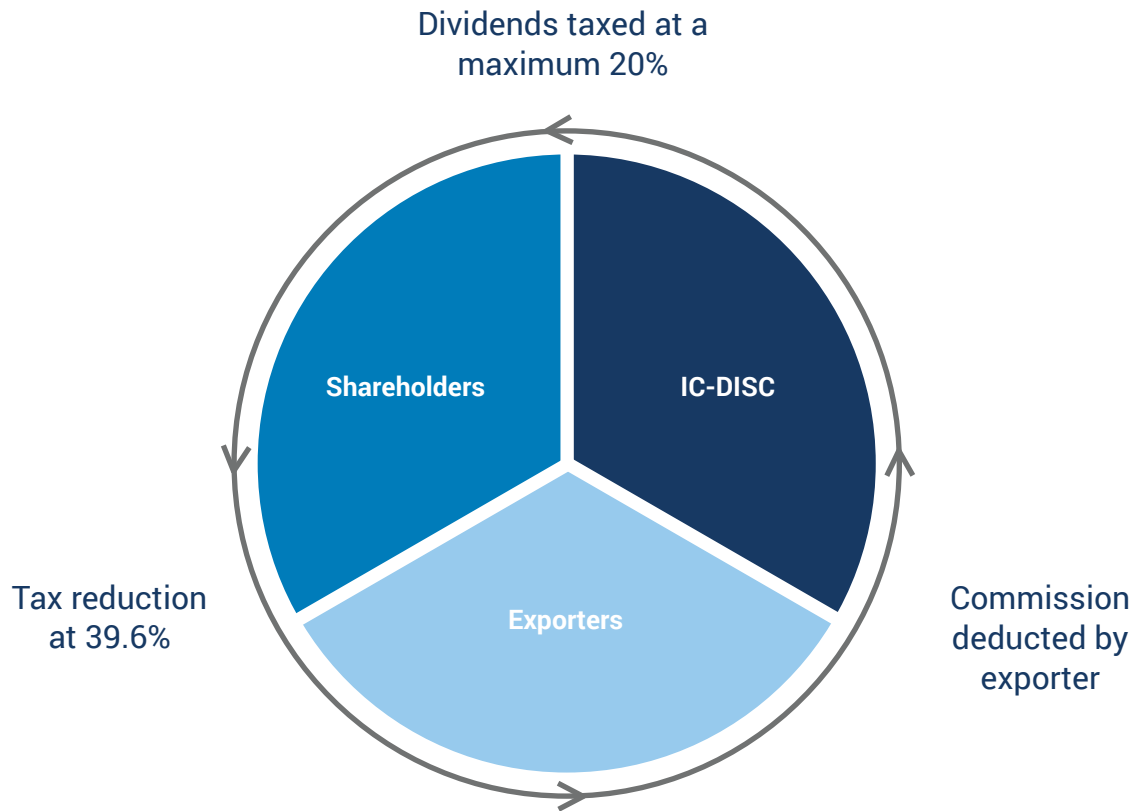 Dividends taxed at a
maximum 20%
Shareholders
IC-DISC
Tax reduction
at 39.6%
Exporters
Commission
deducted by
exporter